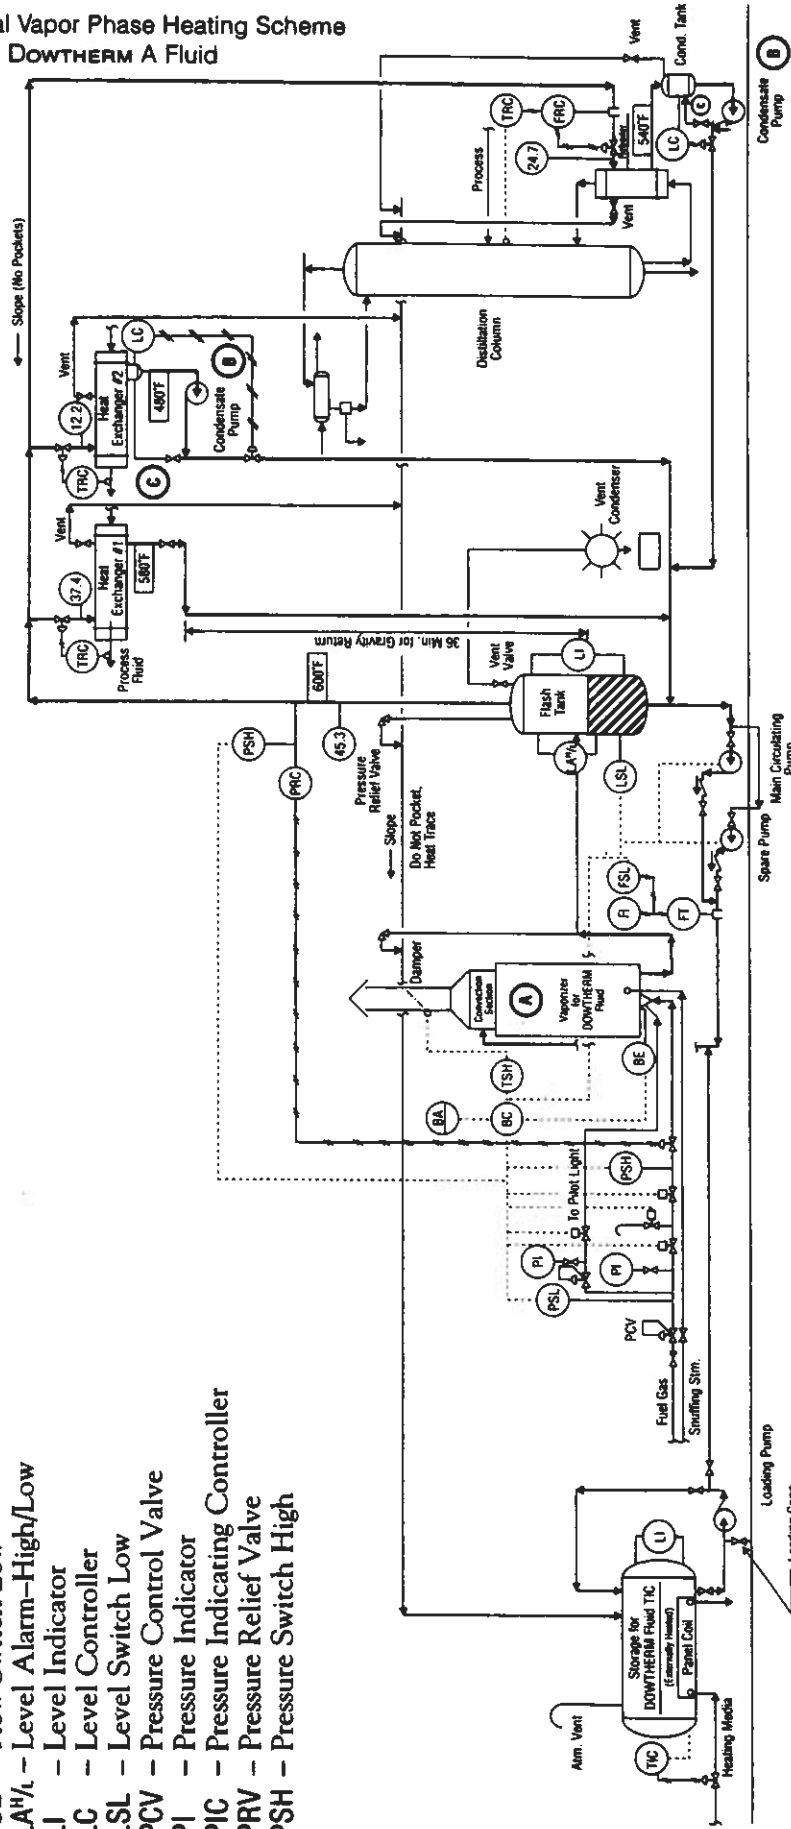 al Vapor Phase Heating Scheme
DOWTHERM A Fluid
LAH/L – Level Alarm–High/Low
LI – Level Indicator
LC – Level Controller
LSL – Level Switch Low
PCV – Pressure Control Valve
PI – Pressure Indicator
PIC – Pressure Indicating Controller
PRV – Pressure Relief Valve
PSH – Pressure Switch High
Slope (No Pockets)
Vent
Cond. Tank
TRC
FRC
24.7
540°F
LC
C
Condensate
Pump
B
Process
Vent
Distillation
Column
TRC
12.2
Vent
Heat
Exchanger #2
LC
480°F
B
Condensate
Pump
C
TRC
37.4
Vent
Heat
Exchanger #1
580°F
Process
Fluid
36 Min. for Gravity Return
Vent
Condenser
Vent
Valve
600°F
45.3
PSH
PRC
Pressure
Relief Valve
Flash
Tank
LI
LAH/L
LSL
Slope
Do Not Pocket,
Heat Trace
Main Circulating
Pump
Spare Pump
FSL
FI
FT
Damper
Convection
Section
A
Vaporizer
for
DOWTHERM
Fluid
BE
TSH
BA
BC
To Pilot Light
PSH
PI
PI
PSL
PCV
Fuel Gas
Snuffing Stm.
Loading Pump
LI
Storage for
DOWTHERM Fluid TIC
(Externally Heated)
Panel Coil
Atm. Vent
TIC
Heating Media